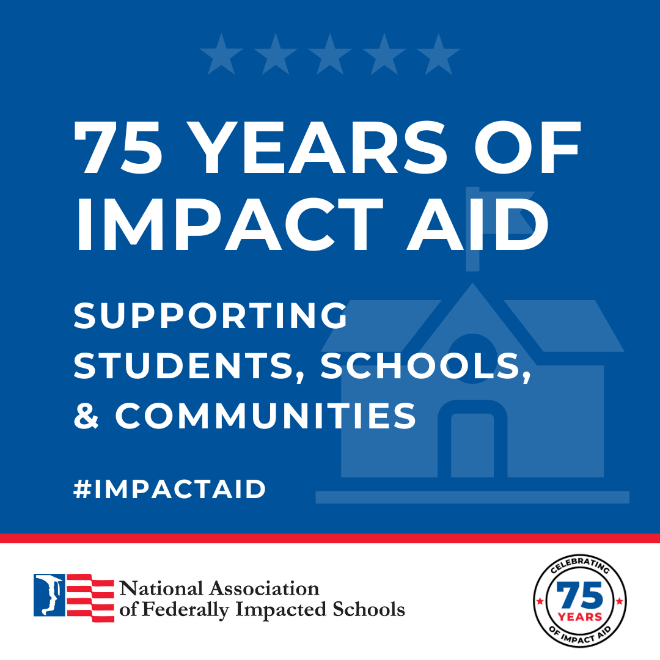 75 YEARS OF
IMPACT AID
SUPPORTING
STUDENTS, SCHOOLS,
& COMMUNITIES
#IMPACTAID
National Association
of Federally Impacted Schools
CELEBRATING
75
YEARS
OF IMPACT AID